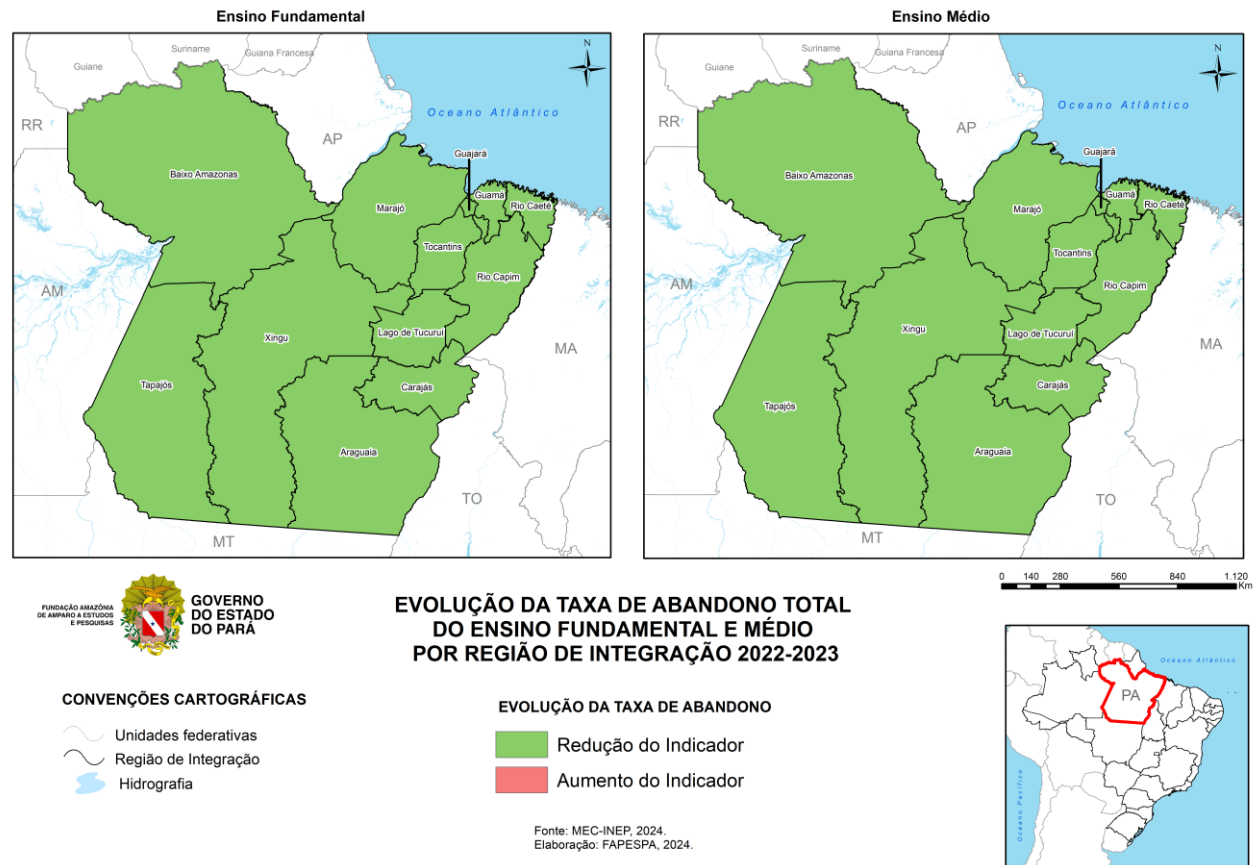 Ensino Fundamental
Suriname
Guiana Francesa
Guiane
N
Oceano Atlântico
RR
AP
Guajará
Baixo Amazonas
Guamá
Rio Caeté
Marajó
Tocantins
Rio Capim
AM
Xingu
Lago de Tucuruí
MA
Tapajós
Carajás
Araguaia
TO
MT
Ensino Médio
Suriname
Guiana Francesa
Guiane
N
Oceano Atlântico
RR
AP
Guajará
Baixo Amazonas
Guamá
Rio Caeté
Marajó
Tocantins
Rio Capim
AM
Xingu
Lago de Tucuruí
MA
Tapajós
Carajás
Araguaia
TO
MT
FUNDAÇÃO AMAZÔNIA
DE AMPARO A ESTUDOS
E PESQUISAS
GOVERNO
DO ESTADO
DO PARÁ
EVOLUÇÃO DA TAXA DE ABANDONO TOTAL
DO ENSINO FUNDAMENTAL E MÉDIO
POR REGIÃO DE INTEGRAÇÃO 2022-2023
0 140 280 560 840 1.120
Km
CONVENÇÕES CARTOGRÁFICAS
Unidades federativas
Região de Integração
Hidrografia
EVOLUÇÃO DA TAXA DE ABANDONO
Redução do Indicador
Aumento do Indicador
Fonte: MEC-INEP, 2024.
Elaboração: FAPESPA, 2024.
Oceano Atlântico
PA
Oceano Pacífico